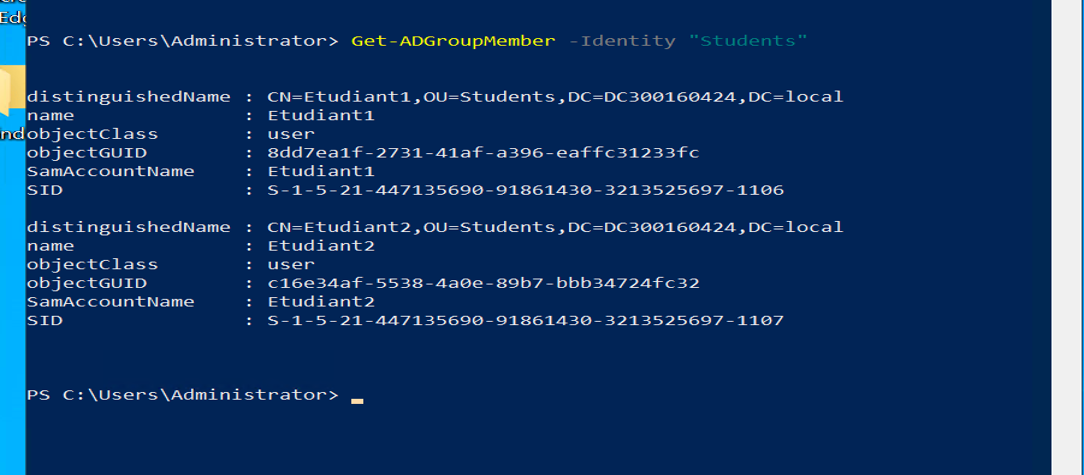 Edg
PS C:\Users\Administrator> Get-ADGroupMember -Identity "Students"
distinguishedName : CN=Etudiant1,OU=Students,DC=DC300160424,DC=local
name : Etudiant1
nd
objectClass : user
objectGUID : 8dd7ea1f-2731-41af-a396-eaffc31233fc
SamAccountName : Etudiant1
SID : S-1-5-21-447135690-91861430-3213525697-1106
distinguishedName : CN=Etudiant2,OU=Students,DC=DC300160424,DC=local
name : Etudiant2
objectClass : user
objectGUID : c16e34af-5538-4a0e-89b7-bbb34724fc32
SamAccountName : Etudiant2
SID : S-1-5-21-447135690-91861430-3213525697-1107
PS C:\Users\Administrator>